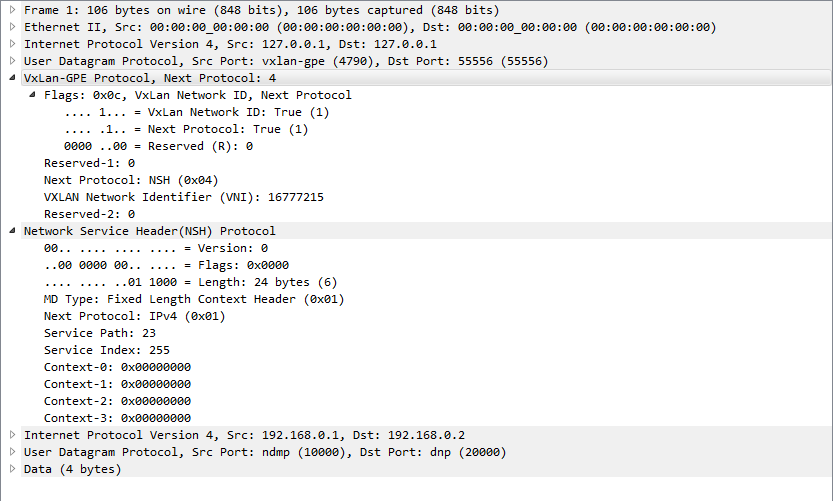 Frame 1: 106 bytes on wire (848 bits), 106 bytes captured (848 bits)
Ethernet II, Src: 00:00:00_00:00:00 (00:00:00:00:00:00), Dst: 00:00:00_00:00:00 (00:00:00:00:00:00)
Internet Protocol Version 4, Src: 127.0.0.1, Dst: 127.0.0.1
User Datagram Protocol, Src Port: vxlan-gpe (4790), Dst Port: 55556 (55556)
VxLan-GPE Protocol, Next Protocol: 4
Flags: 0x0c, VxLan Network ID, Next Protocol
.... 1... = VxLan Network ID: True (1)
.... .1.. = Next Protocol: True (1)
0000 ..00 = Reserved (R): 0
Reserved-1: 0
Next Protocol: NSH (0x04)
VXLAN Network Identifier (VNI): 16777215
Reserved-2: 0
Network Service Header(NSH) Protocol
00.. .... .... .... = Version: 0
..00 0000 00.. .... = Flags: 0x0000
.... .... ..01 1000 = Length: 24 bytes (6)
MD Type: Fixed Length Context Header (0x01)
Next Protocol: IPv4 (0x01)
Service Path: 23
Service Index: 255
Context-0: 0x00000000
Context-1: 0x00000000
Context-2: 0x00000000
Context-3: 0x00000000
Internet Protocol Version 4, Src: 192.168.0.1, Dst: 192.168.0.2
User Datagram Protocol, Src Port: ndmp (10000), Dst Port: dnp (20000)
Data (4 bytes)